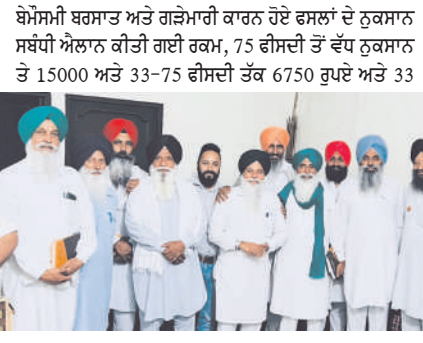 ਬੇਮੌਸਮੀ ਬਰਸਾਤ ਅਤੇ ਗੜੇਮਾਰੀ ਕਾਰਨ ਹੋਏ ਫਸਲਾਂ ਦੇ ਨੁਕਸਾਨ
ਸਬੰਧੀ ਐਲਾਨ ਕੀਤੀ ਗਈ ਰਕਮ, 75 ਫੀਸਦੀ ਤੋਂ ਵੱਧ ਨੁਕਸਾਨ
ਤੇ 15000 ਅਤੇ 33-75 ਫੀਸਦੀ ਤੱਕ 6750 ਰੁਪਏ ਅਤੇ 33